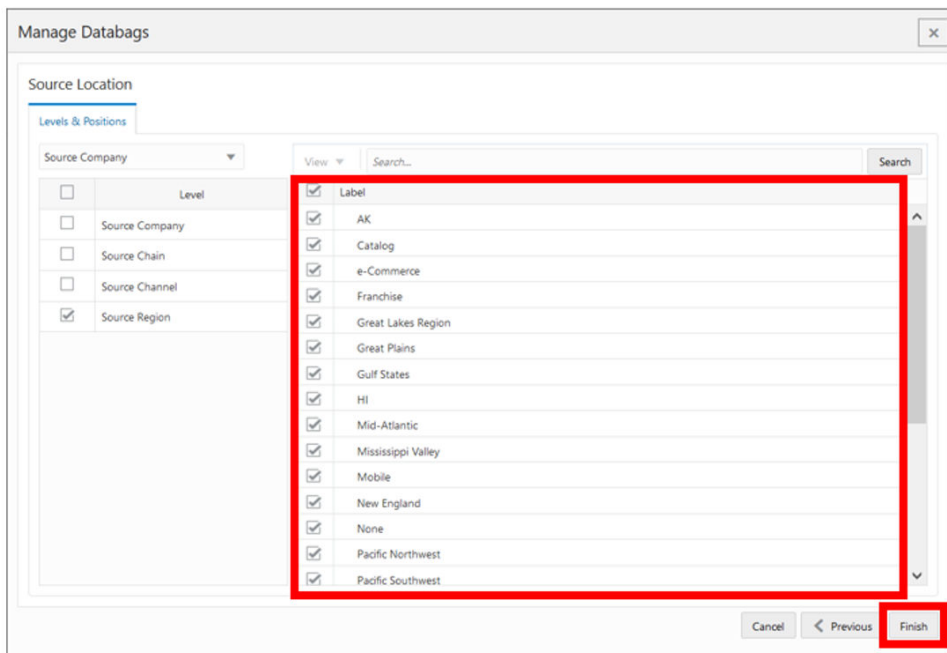 Manage Databags
Source Location
Levels & Positions
Source Company
View Search... Search
Level
Source Company
Source Chain
Source Channel
Source Region
Label
AK
Catalog
e-Commerce
Franchise
Great Lakes Region
Great Plains
Gulf States
HI
Mid-Atlantic
Mississippi Valley
Mobile
New England
None
Pacific Northwest
Pacific Southwest
Cancel Previous Finish